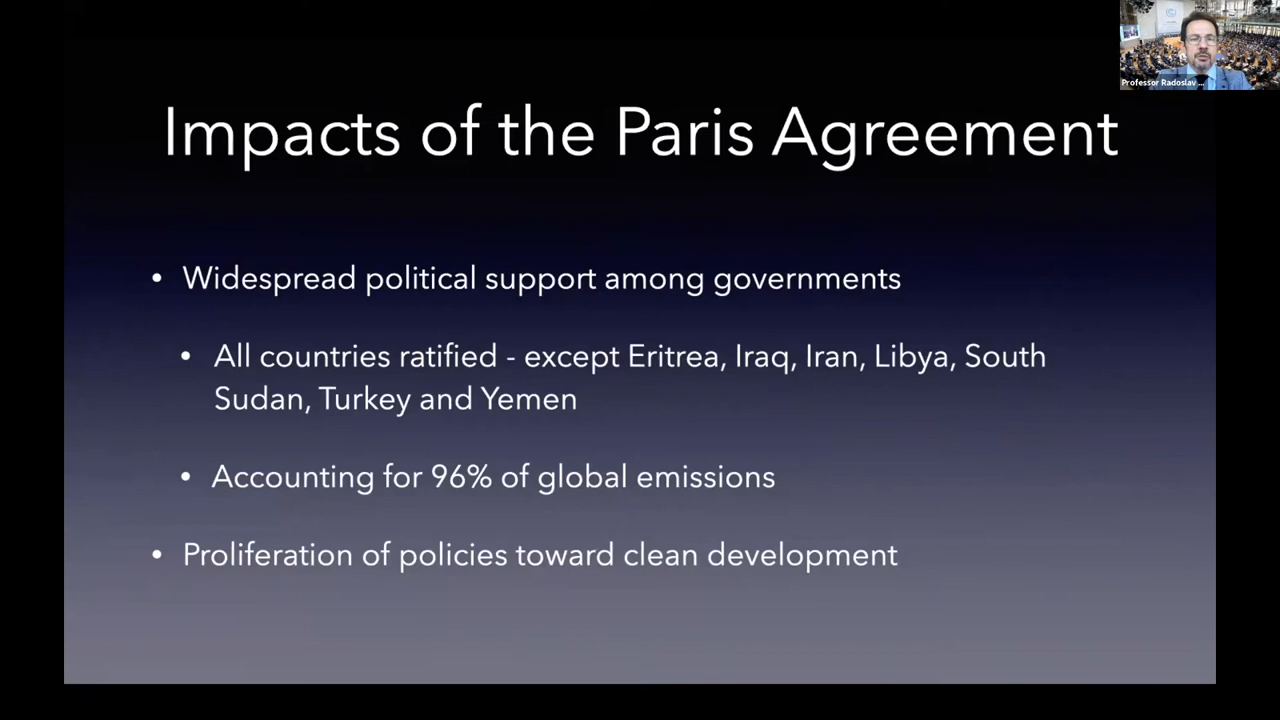 Professor Radoslav ...
Impacts of the Paris Agreement
• Widespread political support among governments
• All countries ratified - except Eritrea, Iraq, Iran, Libya, South
Sudan, Turkey and Yemen
• Accounting for 96% of global emissions
• Proliferation of policies toward clean development